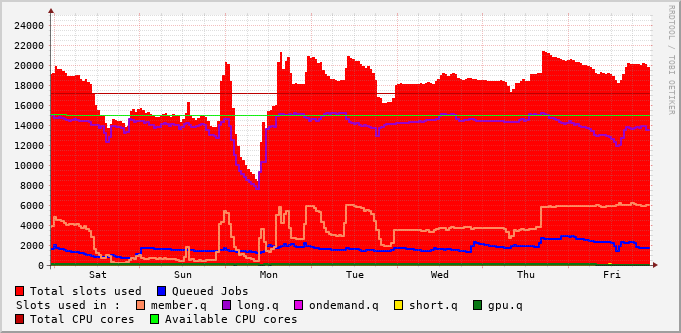 24000
22000
20000
18000
16000
14000
12000
10000
8000
6000
4000
2000
0
Sat Sun Mon Tue Wed Thu Fri
RRDTOOL / TOBI OETIKER
Total slots used Queued Jobs
Slots used in : member.q long.q ondemand.q short.q gpu.q
Total CPU cores Available CPU cores